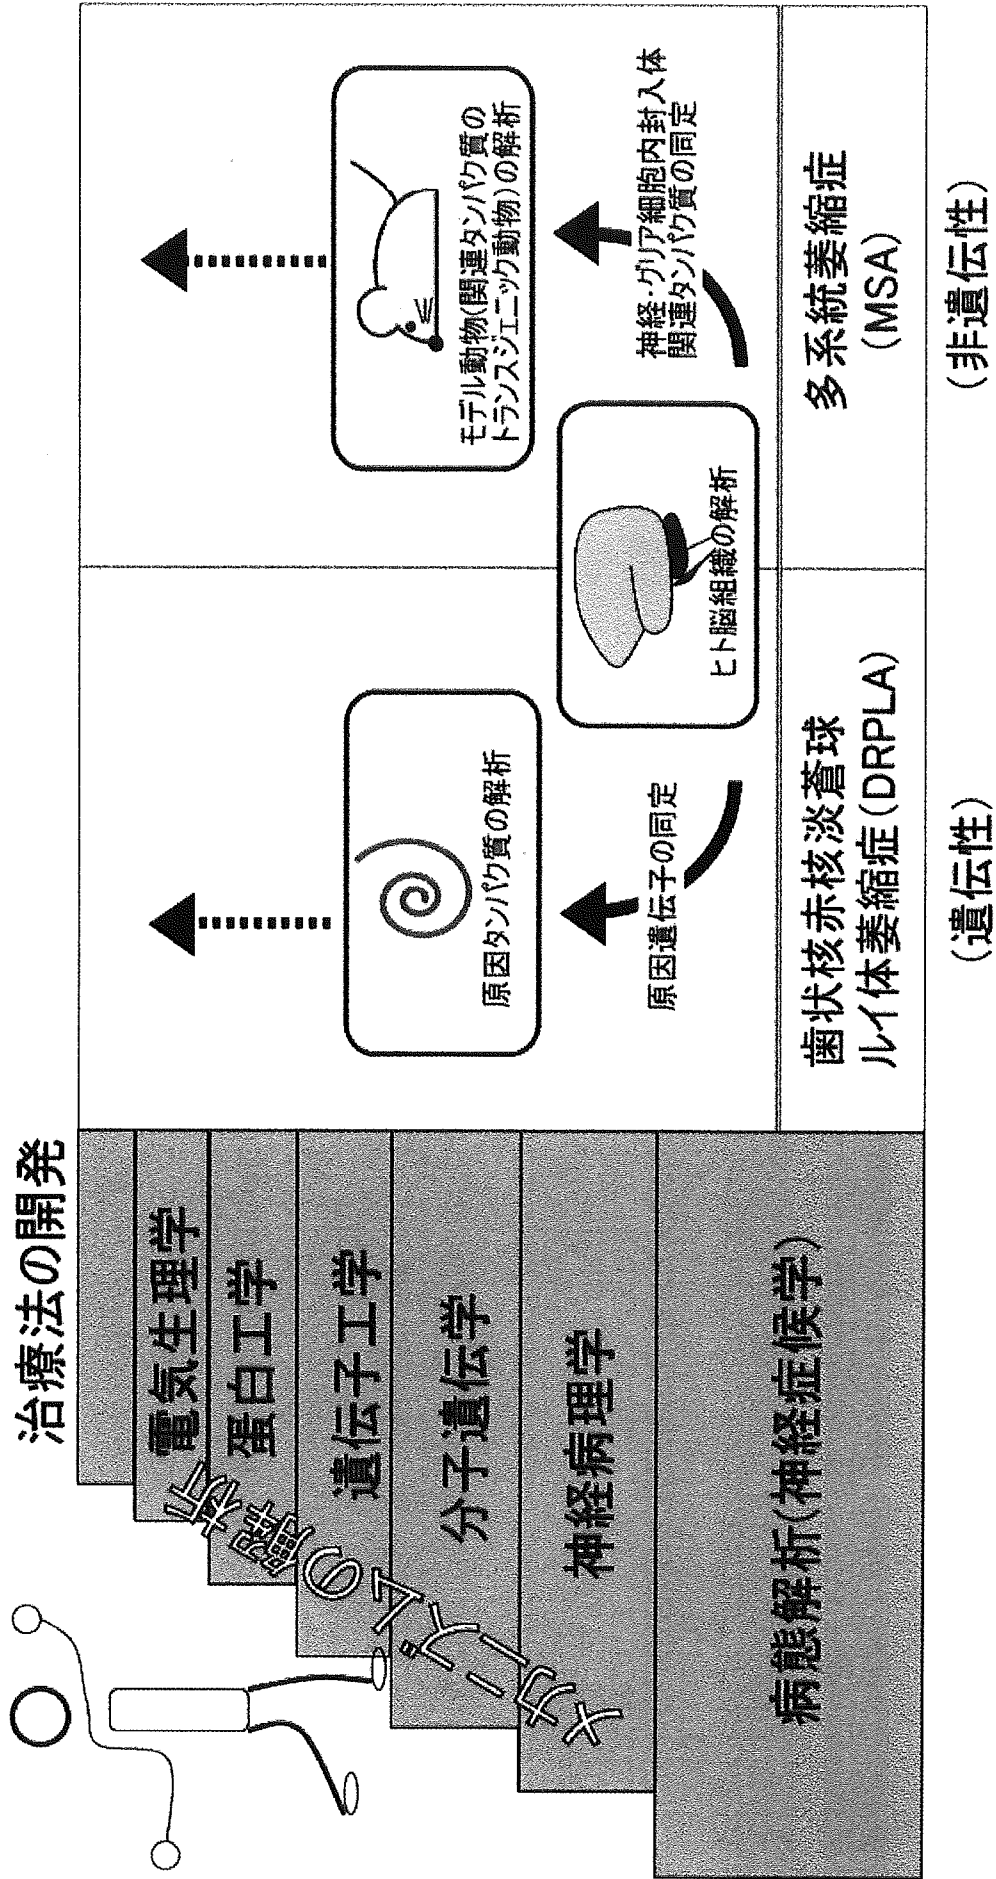 治療法の開発
電気生理学
蛋白工学
遺伝子工学
分子遺伝学
神経病理学
病態解析(神経症候学)
メカニズムの解析
原因タンパク質の解析
原因遺伝子の同定
歯状核赤核淡蒼球
ルイ体萎縮症(DRPLA)
(遺伝性)
ヒト脳組織の解析
モデル動物(関連タンパク質の
トランスジェニック動物)の解析
神経・グリア細胞内封入体
関連タンパク質の同定
多系統萎縮症
(MSA)
(非遺伝性)